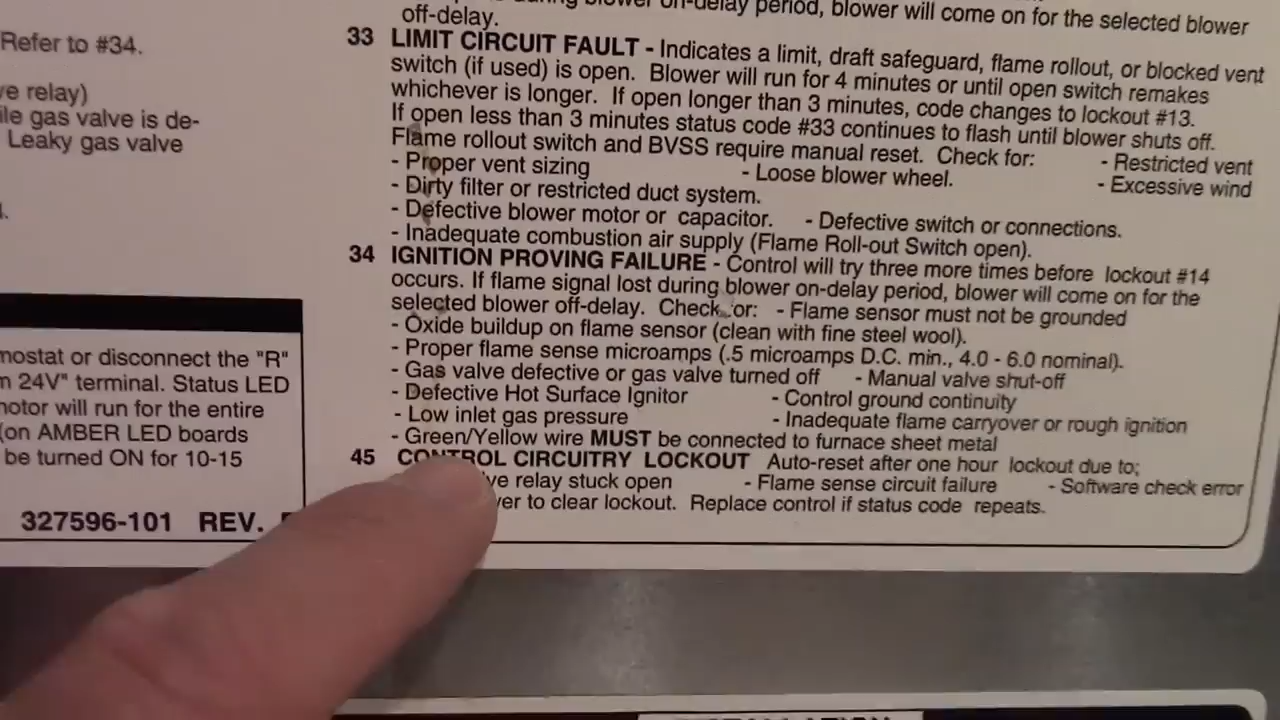 during blower on-delay period, blower will come on for the selected blower
off-delay.
33 LIMIT CIRCUIT FAULT - Indicates a limit, draft safeguard, flame rollout, or blocked vent
switch (if used) is open. Blower will run for 4 minutes or until open switch remakes
whichever is longer. If open longer than 3 minutes, code changes to lockout #13.
If open less than 3 minutes status code #33 continues to flash until blower shuts off.
Flame rollout switch and BVSS require manual reset. Check for: - Restricted vent
- Proper vent sizing - Loose blower wheel. - Excessive wind
- Dirty filter or restricted duct system.
- Defective blower motor or capacitor. - Defective switch or connections.
- Inadequate combustion air supply (Flame Roll-out Switch open).
34 IGNITION PROVING FAILURE - Control will try three more times before lockout #14
occurs. If flame signal lost during blower on-delay period, blower will come on for the
selected blower off-delay. Check for: - Flame sensor must not be grounded
- Oxide buildup on flame sensor (clean with fine steel wool).
- Proper flame sense microamps (.5 microamps D.C. min., 4.0 - 6.0 nominal).
- Gas valve defective or gas valve turned off - Manual valve shut-off
- Defective Hot Surface Ignitor - Control ground continuity
- Low inlet gas pressure - Inadequate flame carryover or rough ignition
- Green/Yellow wire MUST be connected to furnace sheet metal
45 CONTROL CIRCUITRY LOCKOUT Auto-reset after one hour lockout due to;
ve relay stuck open - Flame sense circuit failure - Software check error
er to clear lockout. Replace control if status code repeats.
Refer to #34.
ve relay)
ile gas valve is de-
Leaky gas valve
mostat or disconnect the "R"
m 24V" terminal. Status LED
motor will run for the entire
(on AMBER LED boards
be turned ON for 10-15
327596-101 REV.